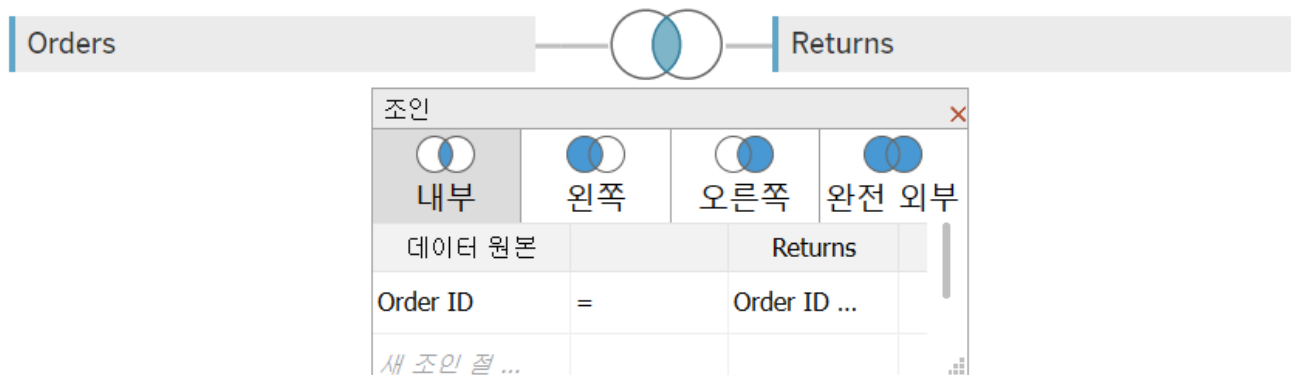 Orders
Returns
조인
내부 왼쪽 오른쪽 완전 외부
데이터 원본 Returns
Order ID = Order ID ...
새 조인 절 ...